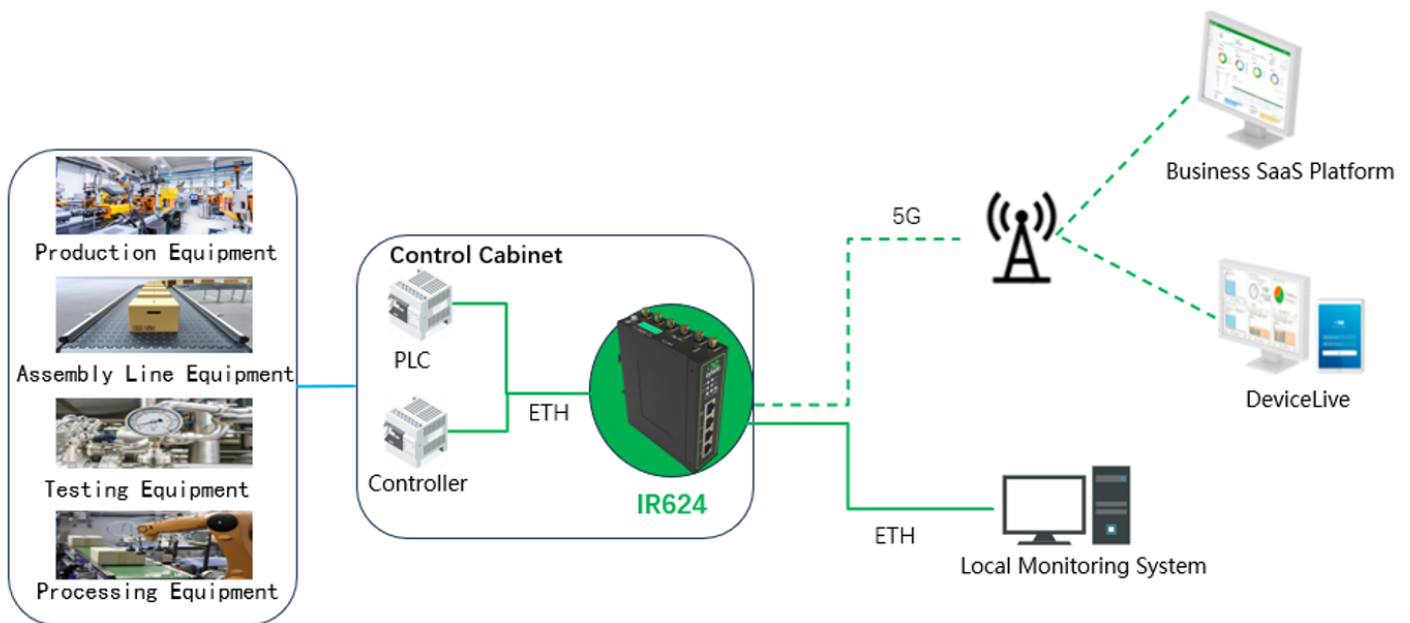 Production Equipment
Assembly Line Equipment
Testing Equipment
Processing Equipment
Control Cabinet
PLC
Controller
ETH
IR624
5G
ETH
Business SaaS Platform
DeviceLive
Local Monitoring System